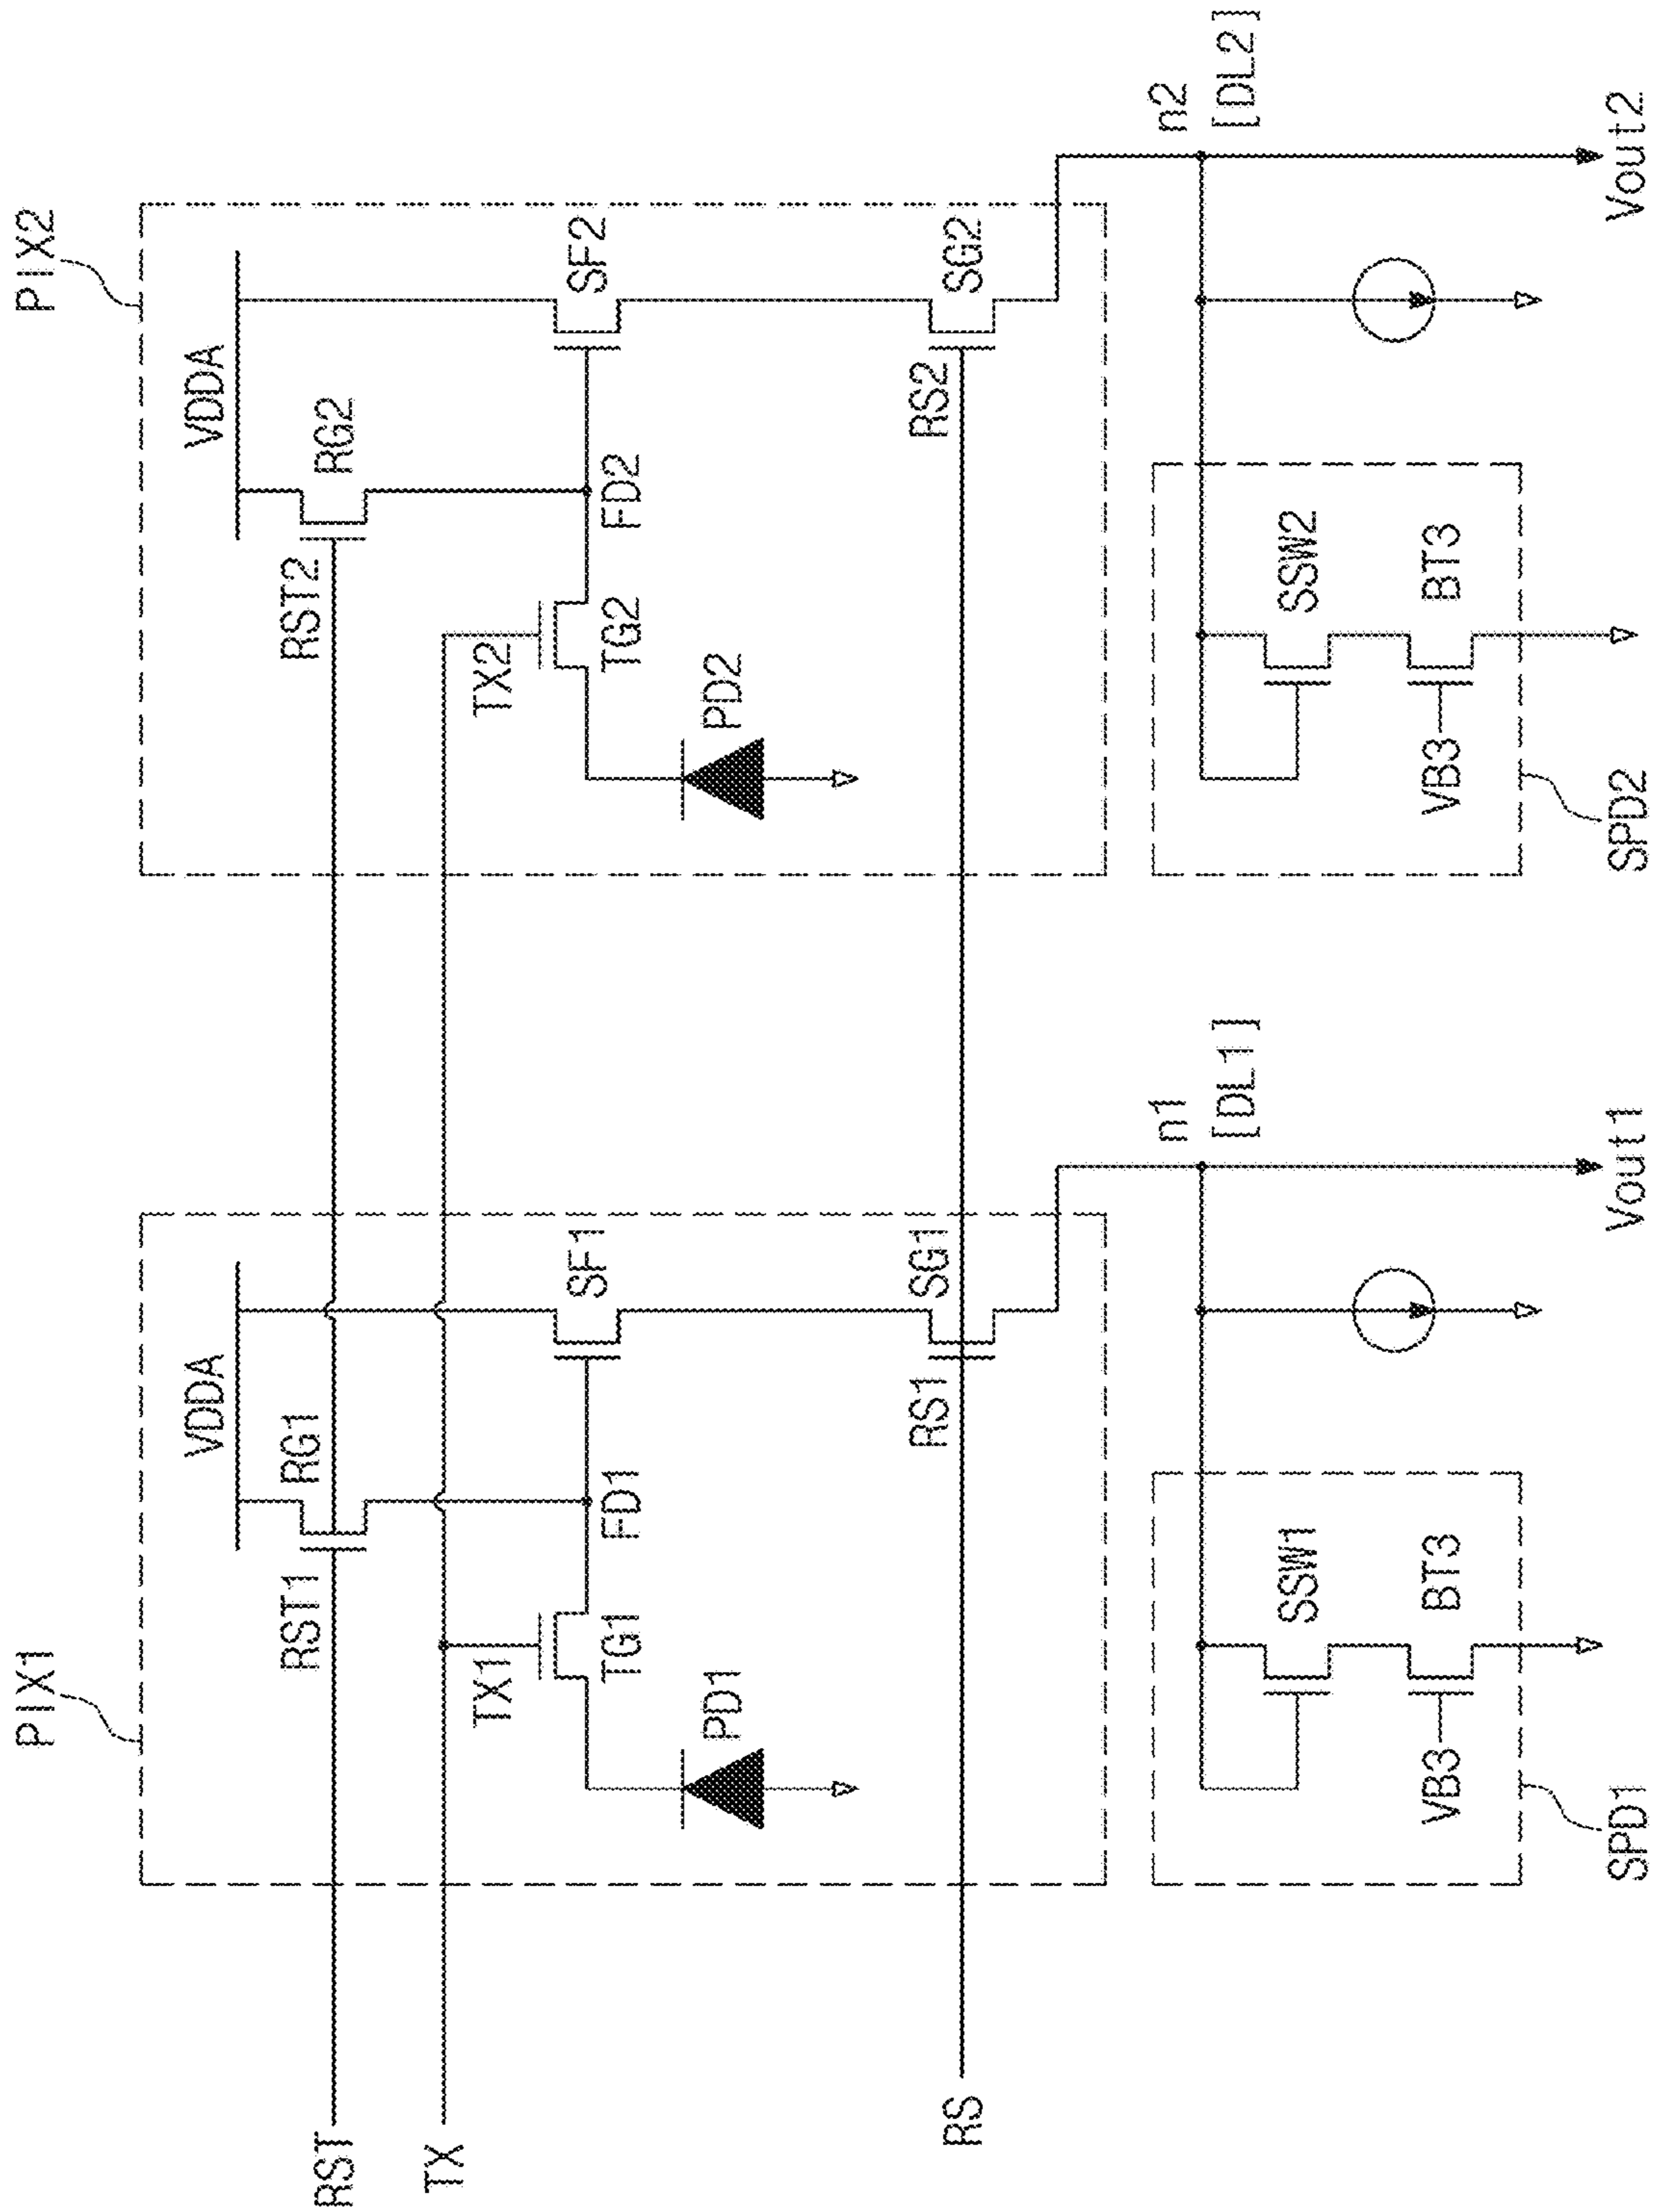 PIX1
PIX2
VDDA
VDDA
RST
RST1
RG1
RST2
RG2
TX
TX1
TX2
TG1
FD1
SF1
TG2
FD2
SF2
PD1
PD2
RS
RS1
SG1
RS2
SG2
n1
[DL1]
n2
[DL2]
SSW1
SSW2
VB3
BT3
VB3
BT3
SPD1
Vout1
SPD2
Vout2